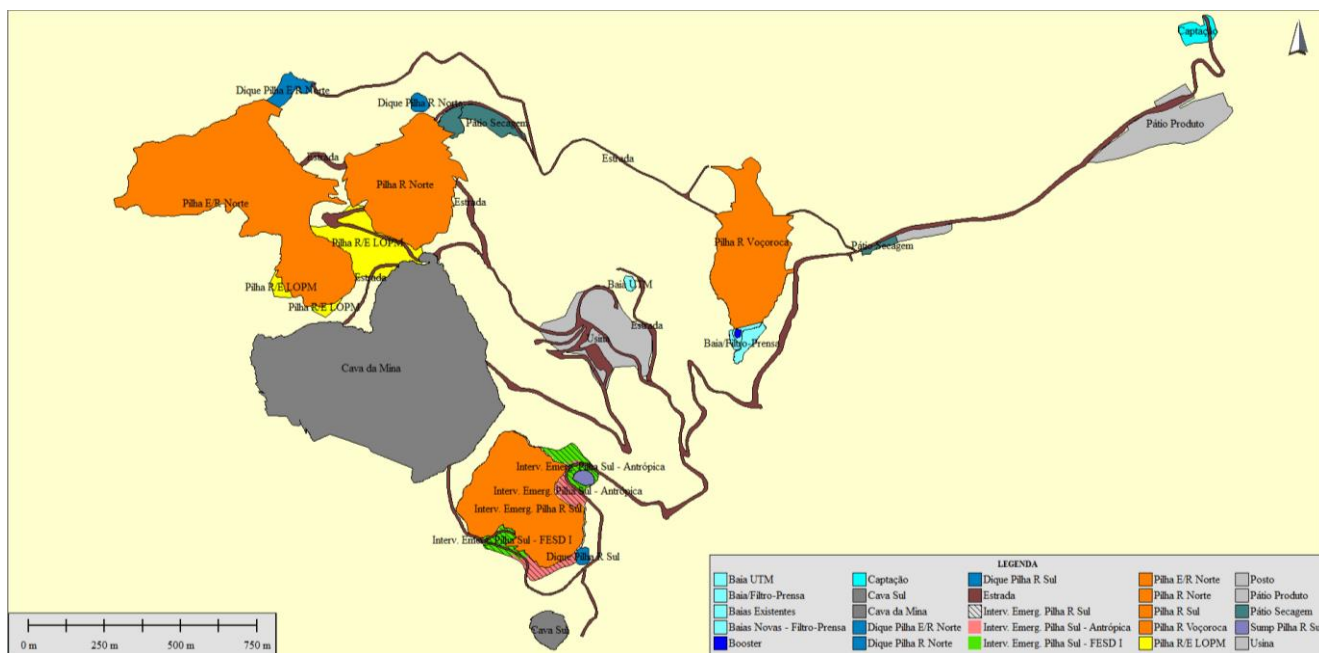 Captação
Dique Pilha E/R Norte
Dique Pilha R Norte
Pátio Secagem
Pátio Produto
Estrada
Estrada
Pilha R Norte
Pilha E/R Norte
Estrada
Pilha R/E LOPM
Pilha R Voçoroca
Pátio Secagem
Estrada
Pilha R/E LOPM
Baia UTM
Pilha R/E LOPM
Estrada
Usina
Baia/Filtro-Prensa
Cava da Mina
Interv. Emerg. Pilha Sul - Antrópica
Interv. Emerg. Pilha Sul - Antrópica
Interv. Emerg. Pilha R Sul
Interv. Emerg. Pilha Sul - FESD I
Dique Pilha R Sul
Cava Sul
0 m 250 m 500 m 750 m
LEGENDA
Baia UTM
Baia/Filtro-Prensa
Baias Existentes
Baias Novas - Filtro-Prensa
Booster
Captação
Cava Sul
Cava da Mina
Dique Pilha E/R Norte
Dique Pilha R Norte
Dique Pilha R Sul
Estrada
Interv. Emerg. Pilha R Sul
Interv. Emerg. Pilha Sul - Antrópica
Interv. Emerg. Pilha Sul - FESD I
Pilha E/R Norte
Pilha R Norte
Pilha R Sul
Pilha R Voçoroca
Pilha R/E LOPM
Posto
Pátio Produto
Pátio Secagem
Sump Pilha R Su
Usina